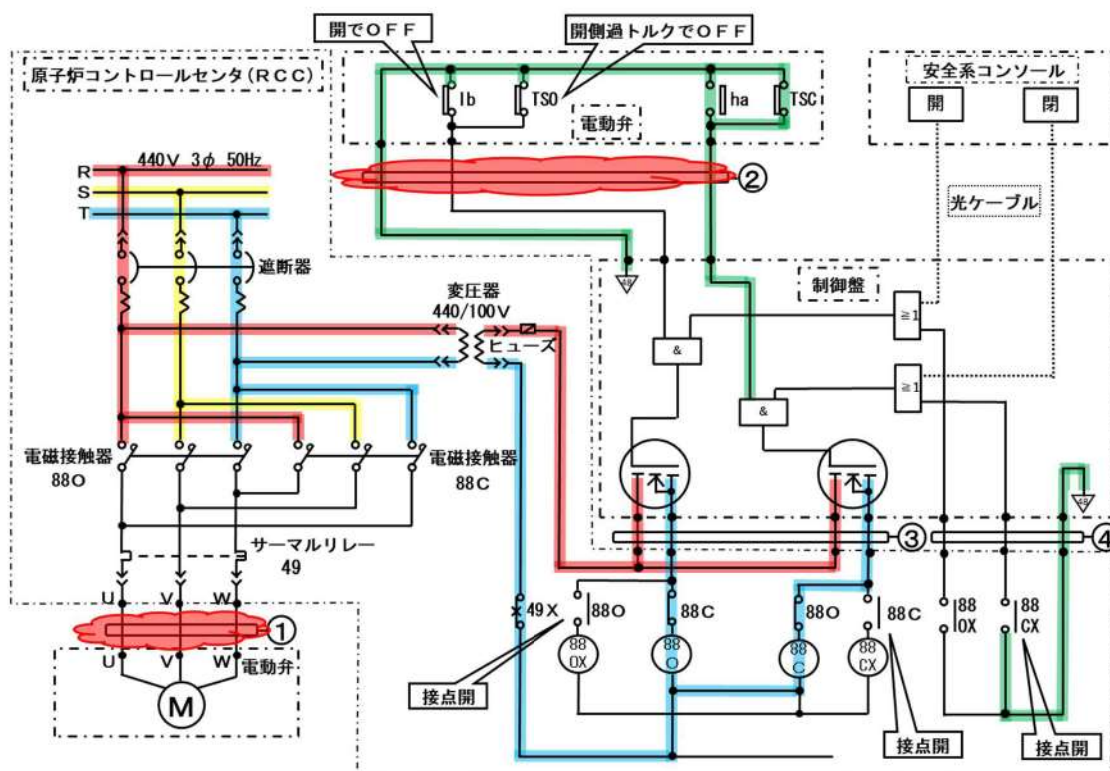 開でOFF
開側過トルクでOFF
原子炉コントロールセンタ(RCC)
安全系コンソール
開
閉
Ib
TSO
ha
TSC
電動弁
440V 3φ 50Hz
R
S
T
②
光ケーブル
遮断器
48
制御盤
変圧器
440/100V
ヒューズ
≧1
&
≧1
&
電磁接触器
88O
電磁接触器
88C
48
サーマルリレー
49
③
④
U
V
W
49X
88O
88C
88O
88C
88
OX
88
CX
①
U
V
W
電動弁
M
88
OX
88
O
88
C
88
CX
接点開
接点開
接点開